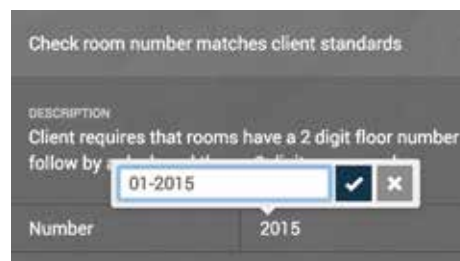 Check room number matches client standards
DESCRIPTION
Client requires that rooms have a 2 digit floor number
follow by a
01-2015
Number 2015